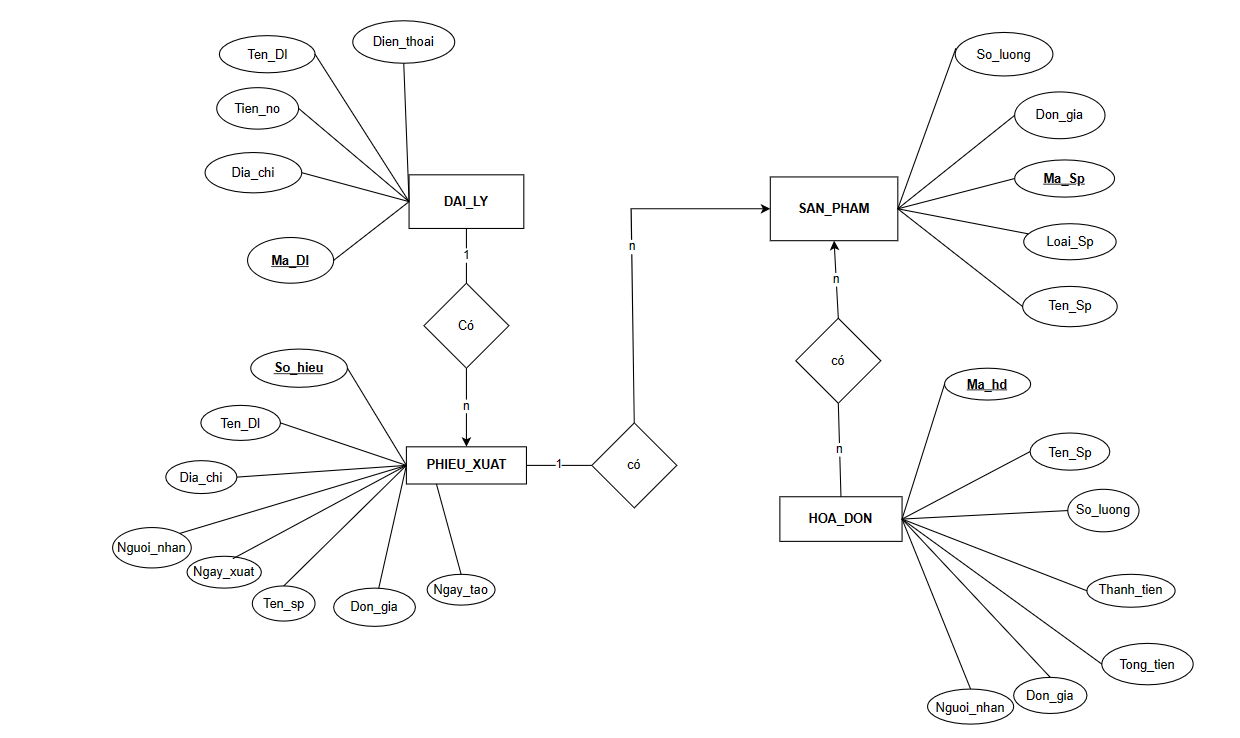 Ten_Dl
Dien_thoai
Tien_no
Dia_chi
Ma_Dl
DAI_LY
1
Có
n
So_hieu
Ten_Dl
Dia_chi
Nguoi_nhan
Ngay_xuat
Ten_sp
Don_gia
Ngay_tao
PHIEU_XUAT
1
có
n
SAN_PHAM
So_luong
Don_gia
Ma_Sp
Loai_Sp
Ten_Sp
n
có
n
HOA_DON
Ma_hd
Ten_Sp
So_luong
Thanh_tien
Tong_tien
Don_gia
Nguoi_nhan